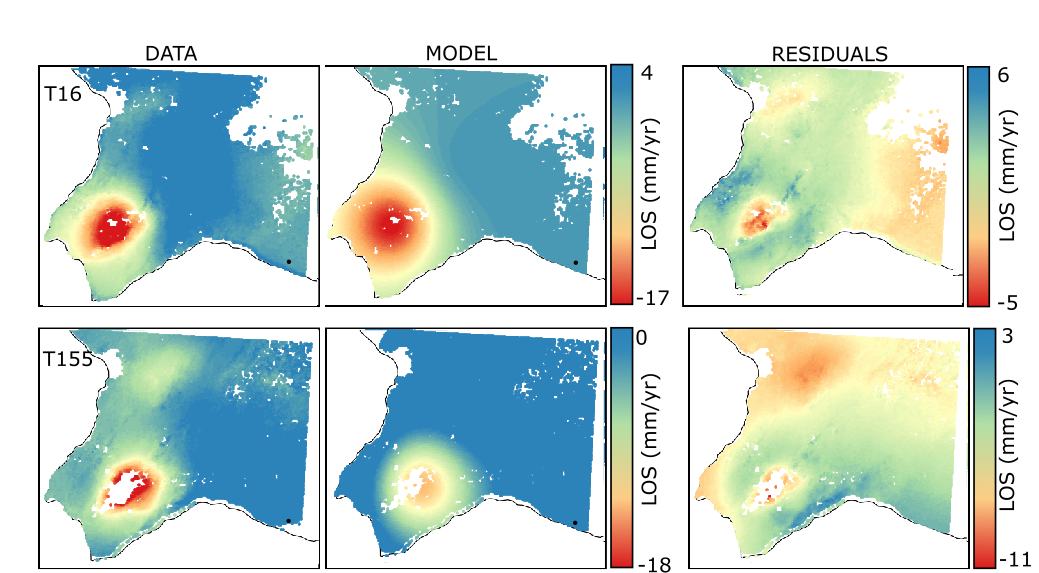 DATA MODEL RESIDUALS
T16 4 6
LOS (mm/yr) LOS (mm/yr)
-17 -5
T155 0 3
LOS (mm/yr) LOS (mm/yr)
-18 -11